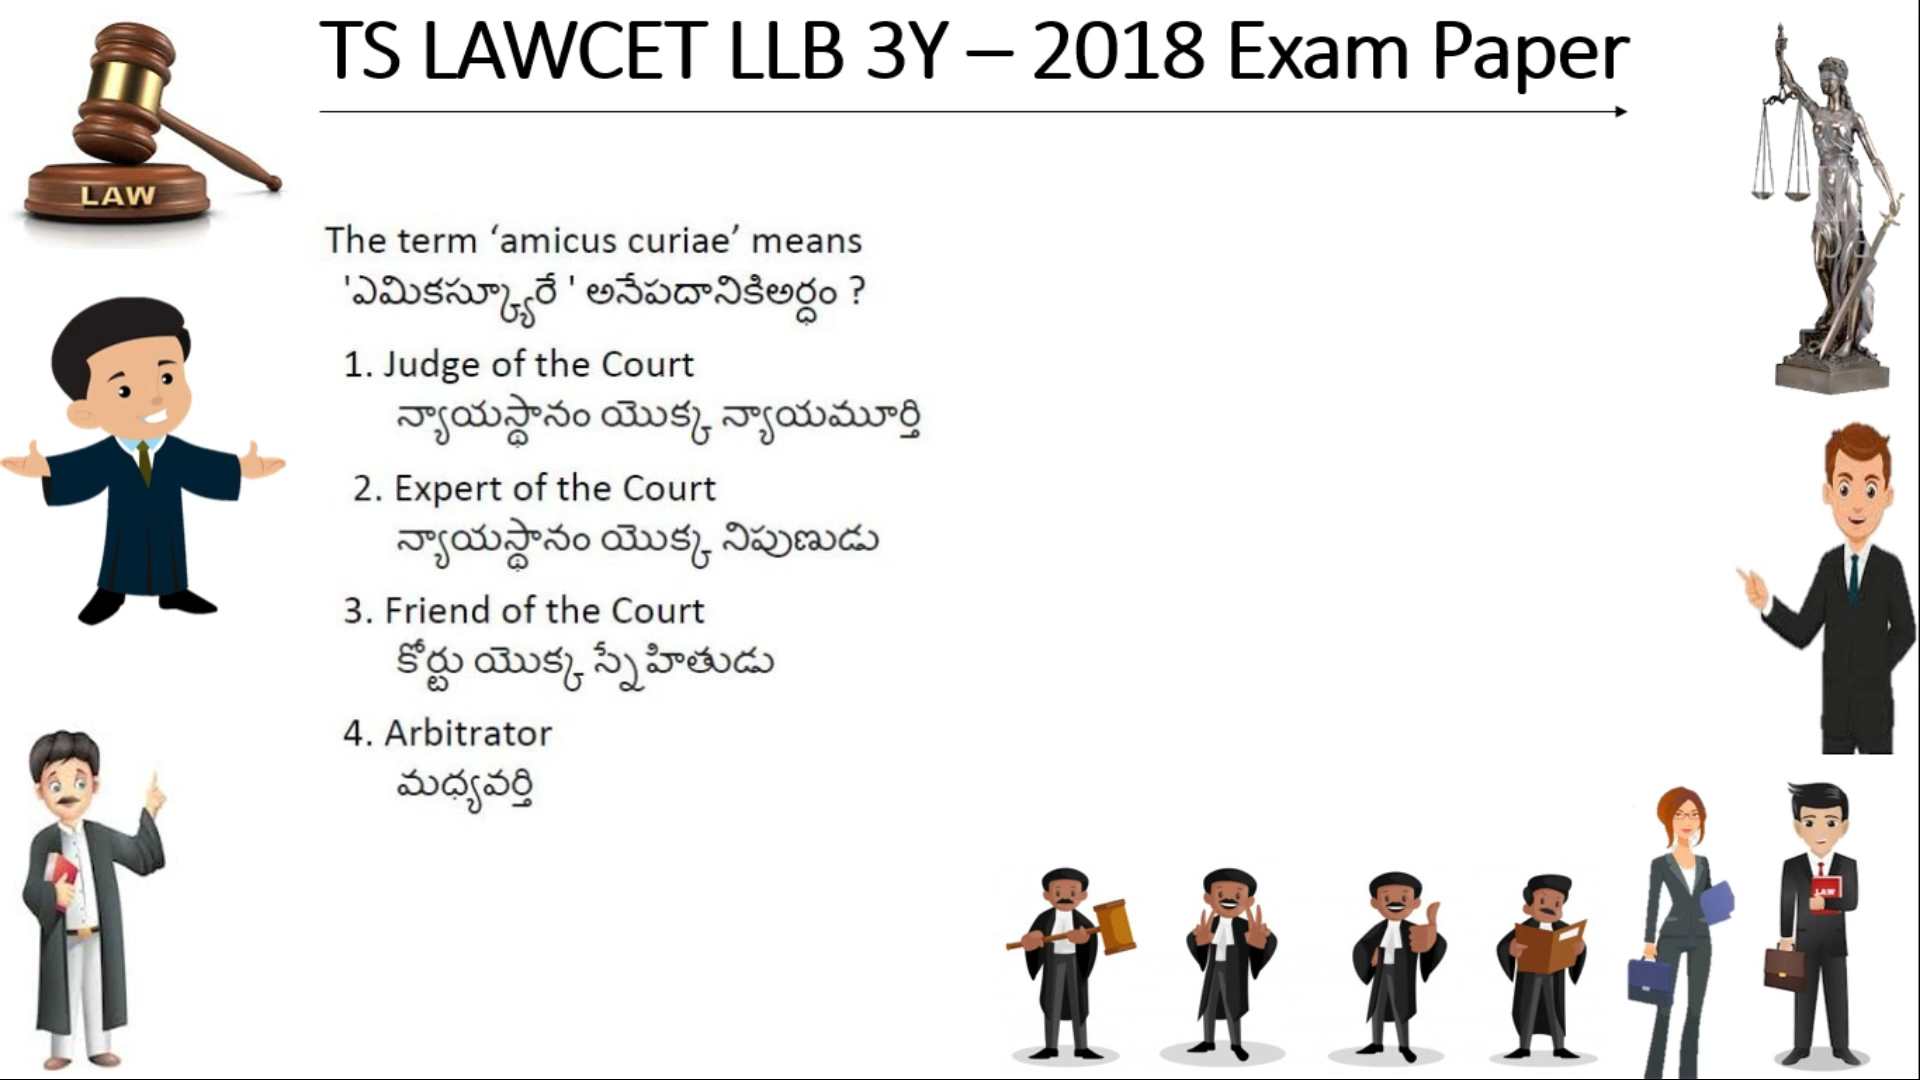 TS LAWCET LLB 3Y – 2018 Exam Paper
LAW
The term ‘amicus curiae’ means
'ఎమికస్క్యూరే ' అనేపదానికిఅర్ధం ?
1. Judge of the Court
న్యాయస్థానం యొక్క న్యాయమూర్తి
2. Expert of the Court
న్యాయస్థానం యొక్క నిపుణుడు
3. Friend of the Court
కోర్టు యొక్క స్నేహితుడు
4. Arbitrator
మధ్యవర్తి
LAW